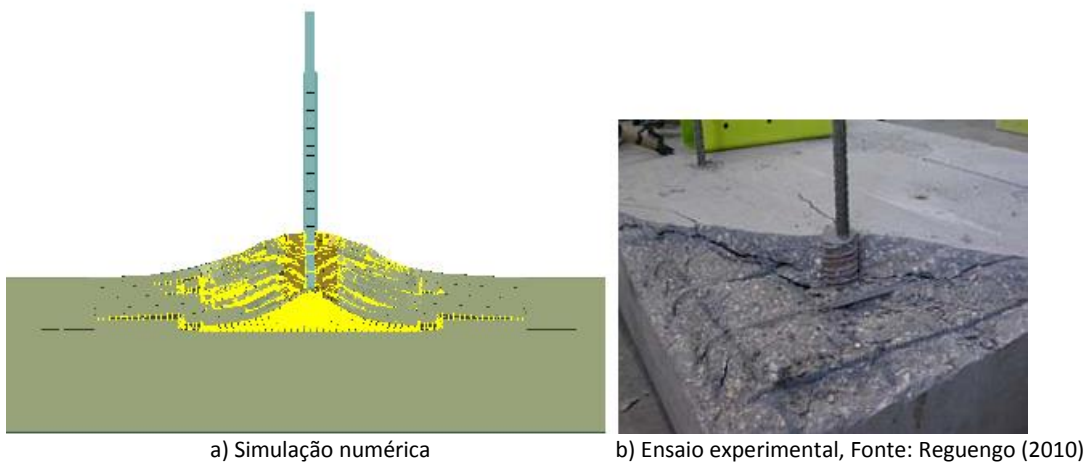 a) Simulação numérica
b) Ensaio experimental, Fonte: Reguengo (2010)